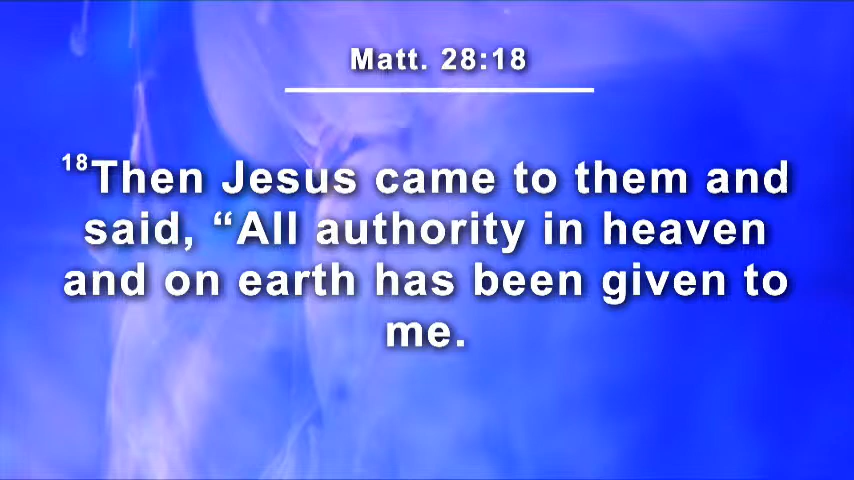 Matt. 28:18
18Then Jesus came to them and
said, “All authority in heaven
and on earth has been given to
me.